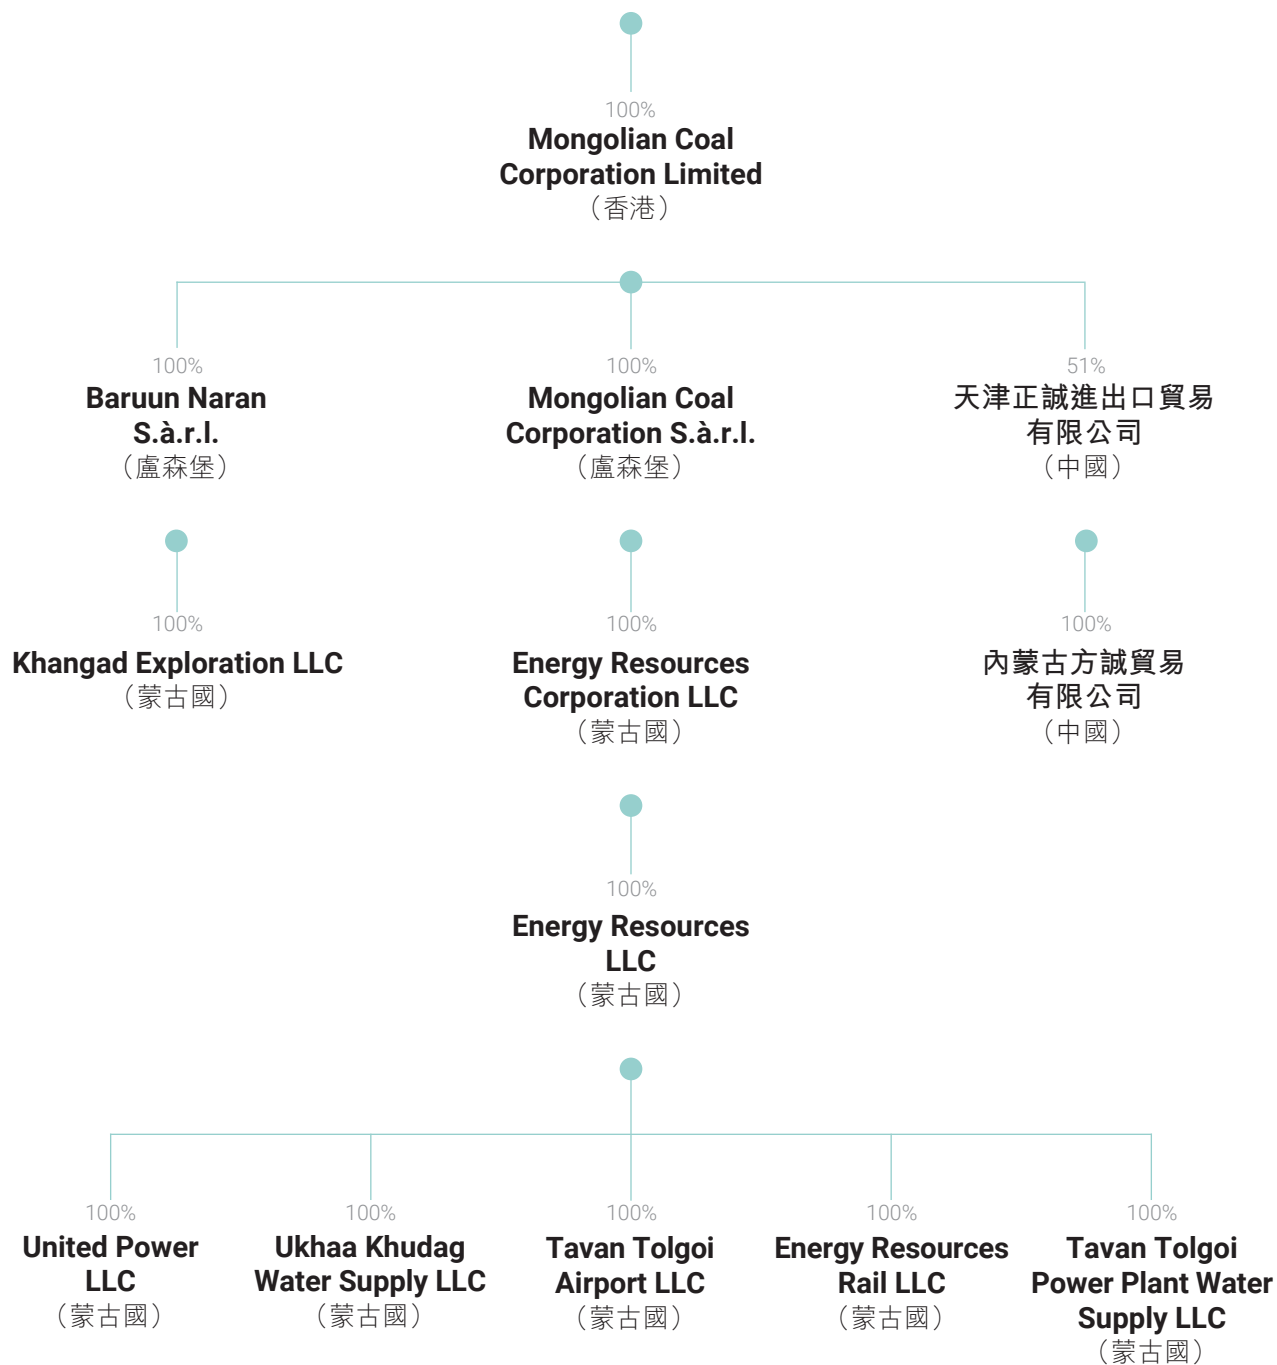 100%
Mongolian Coal
Corporation Limited
（香港）
100%
Baruun Naran
S.à.r.l.
（盧森堡）
100%
Mongolian Coal
Corporation S.à.r.l.
（盧森堡）
51%
天津正誠進出口貿易
有限公司
（中國）
100%
Khangad Exploration LLC
（蒙古國）
100%
Energy Resources
Corporation LLC
（蒙古國）
100%
內蒙古方誠貿易
有限公司
（中國）
100%
Energy Resources
LLC
（蒙古國）
100%
United Power
LLC
（蒙古國）
100%
Ukhaa Khudag
Water Supply LLC
（蒙古國）
100%
Tavan Tolgoi
Airport LLC
（蒙古國）
100%
Energy Resources
Rail LLC
（蒙古國）
100%
Tavan Tolgoi
Power Plant Water
Supply LLC
（蒙古國）